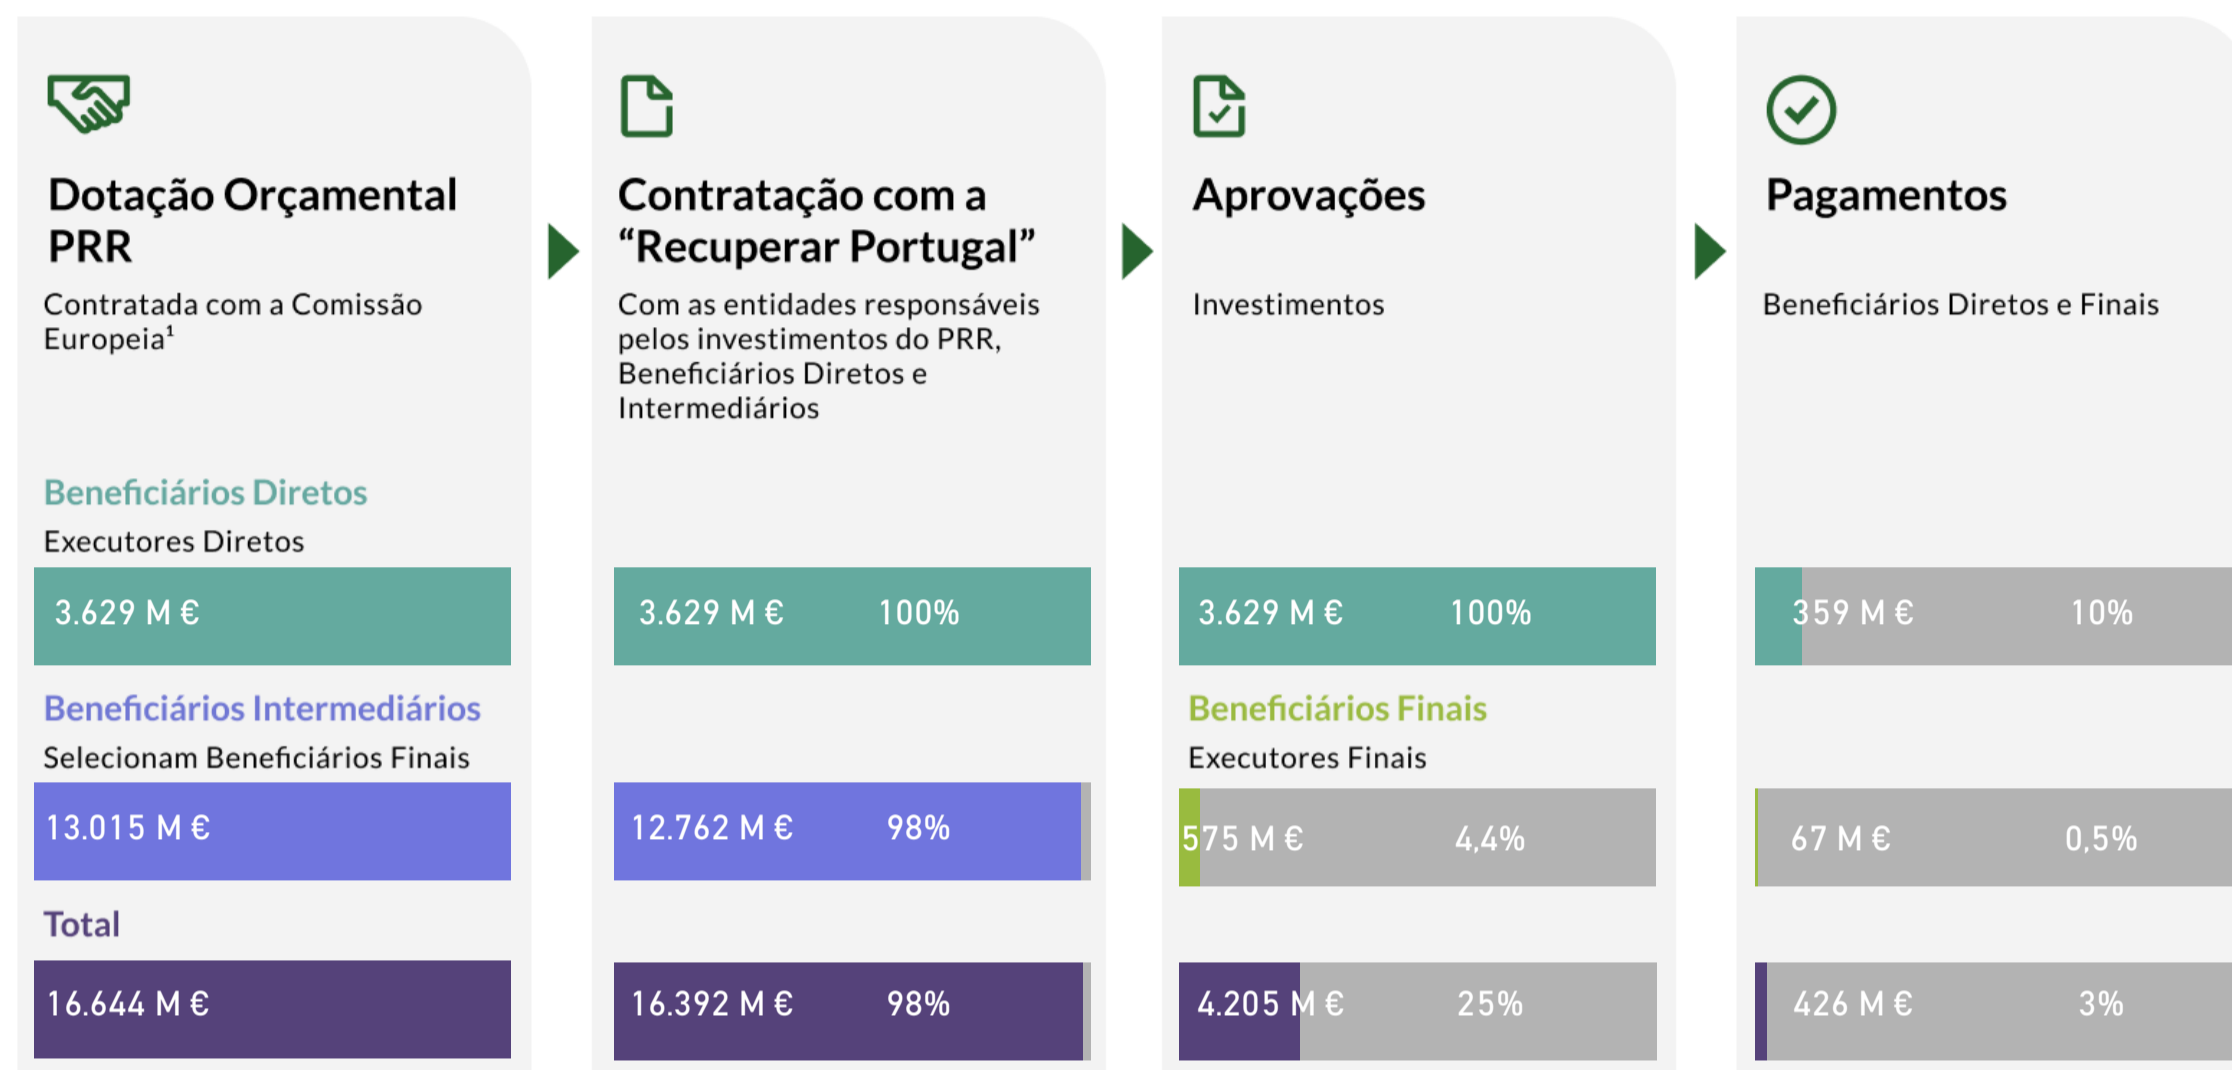 Dotação Orçamental
PRR
Contratada com a Comissão
Europeia¹
Contratação com a
“Recuperar Portugal”
Com as entidades responsáveis
pelos investimentos do PRR,
Beneficiários Diretos e
Intermediários
Aprovações
Investimentos
Pagamentos
Beneficiários Diretos e Finais
Beneficiários Diretos
Executores Diretos
3.629 M €
3.629 M € 100%
3.629 M € 100%
359 M € 10%
Beneficiários Intermediários
Selecionam Beneficiários Finais
Beneficiários Finais
Executores Finais
13.015 M €
12.762 M € 98%
575 M € 4,4%
67 M € 0,5%
Total
16.644 M €
16.392 M € 98%
4.205 M € 25%
426 M € 3%